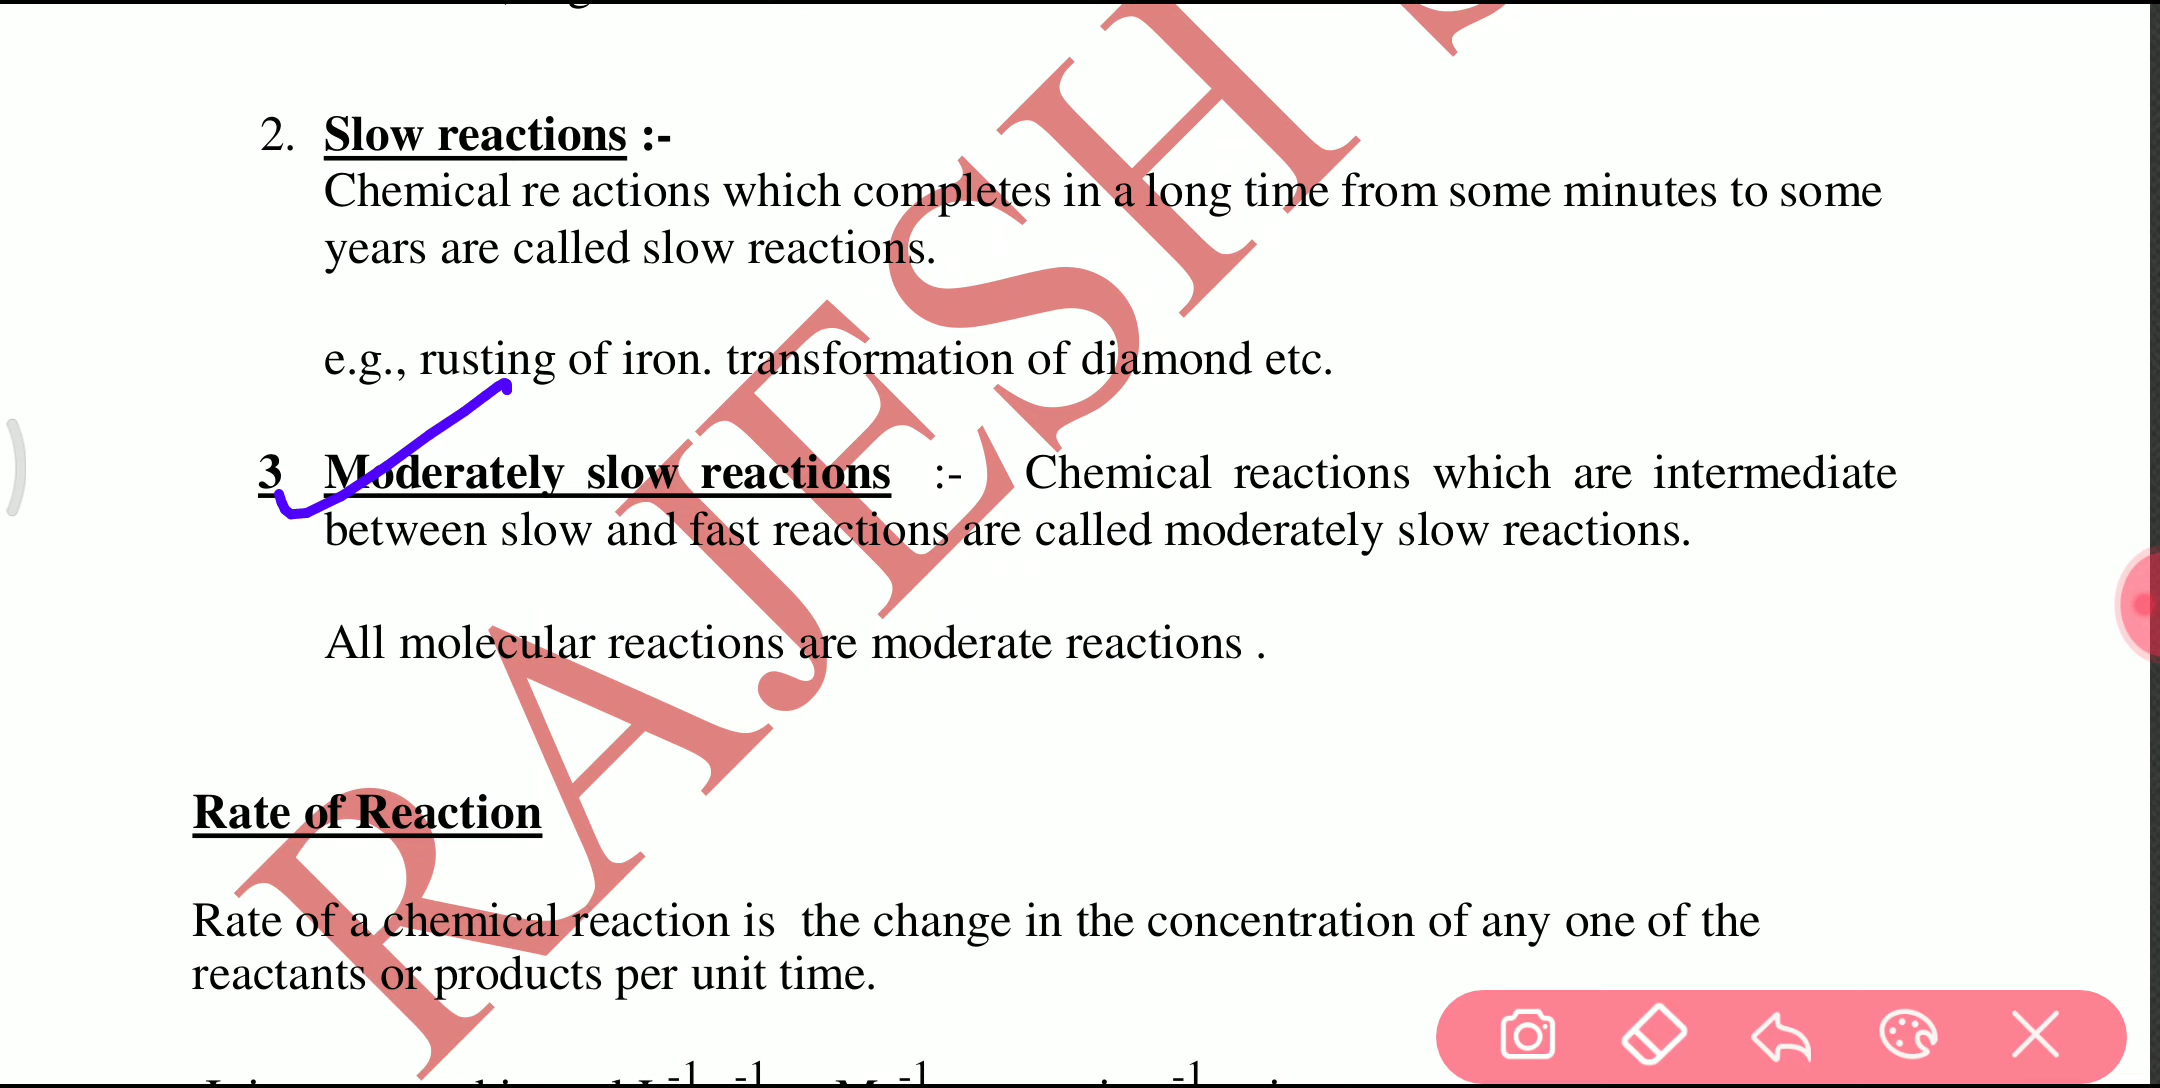 2. Slow reactions :-
Chemical re actions which completes in a long time from some minutes to some
years are called slow reactions.
e.g., rusting of iron. transformation of diamond etc.
3 Moderately slow reactions :- Chemical reactions which are intermediate
between slow and fast reactions are called moderately slow reactions.
All molecular reactions are moderate reactions .
Rate of Reaction
Rate of a chemical reaction is the change in the concentration of any one of the
reactants or products per unit time.
RAJESH